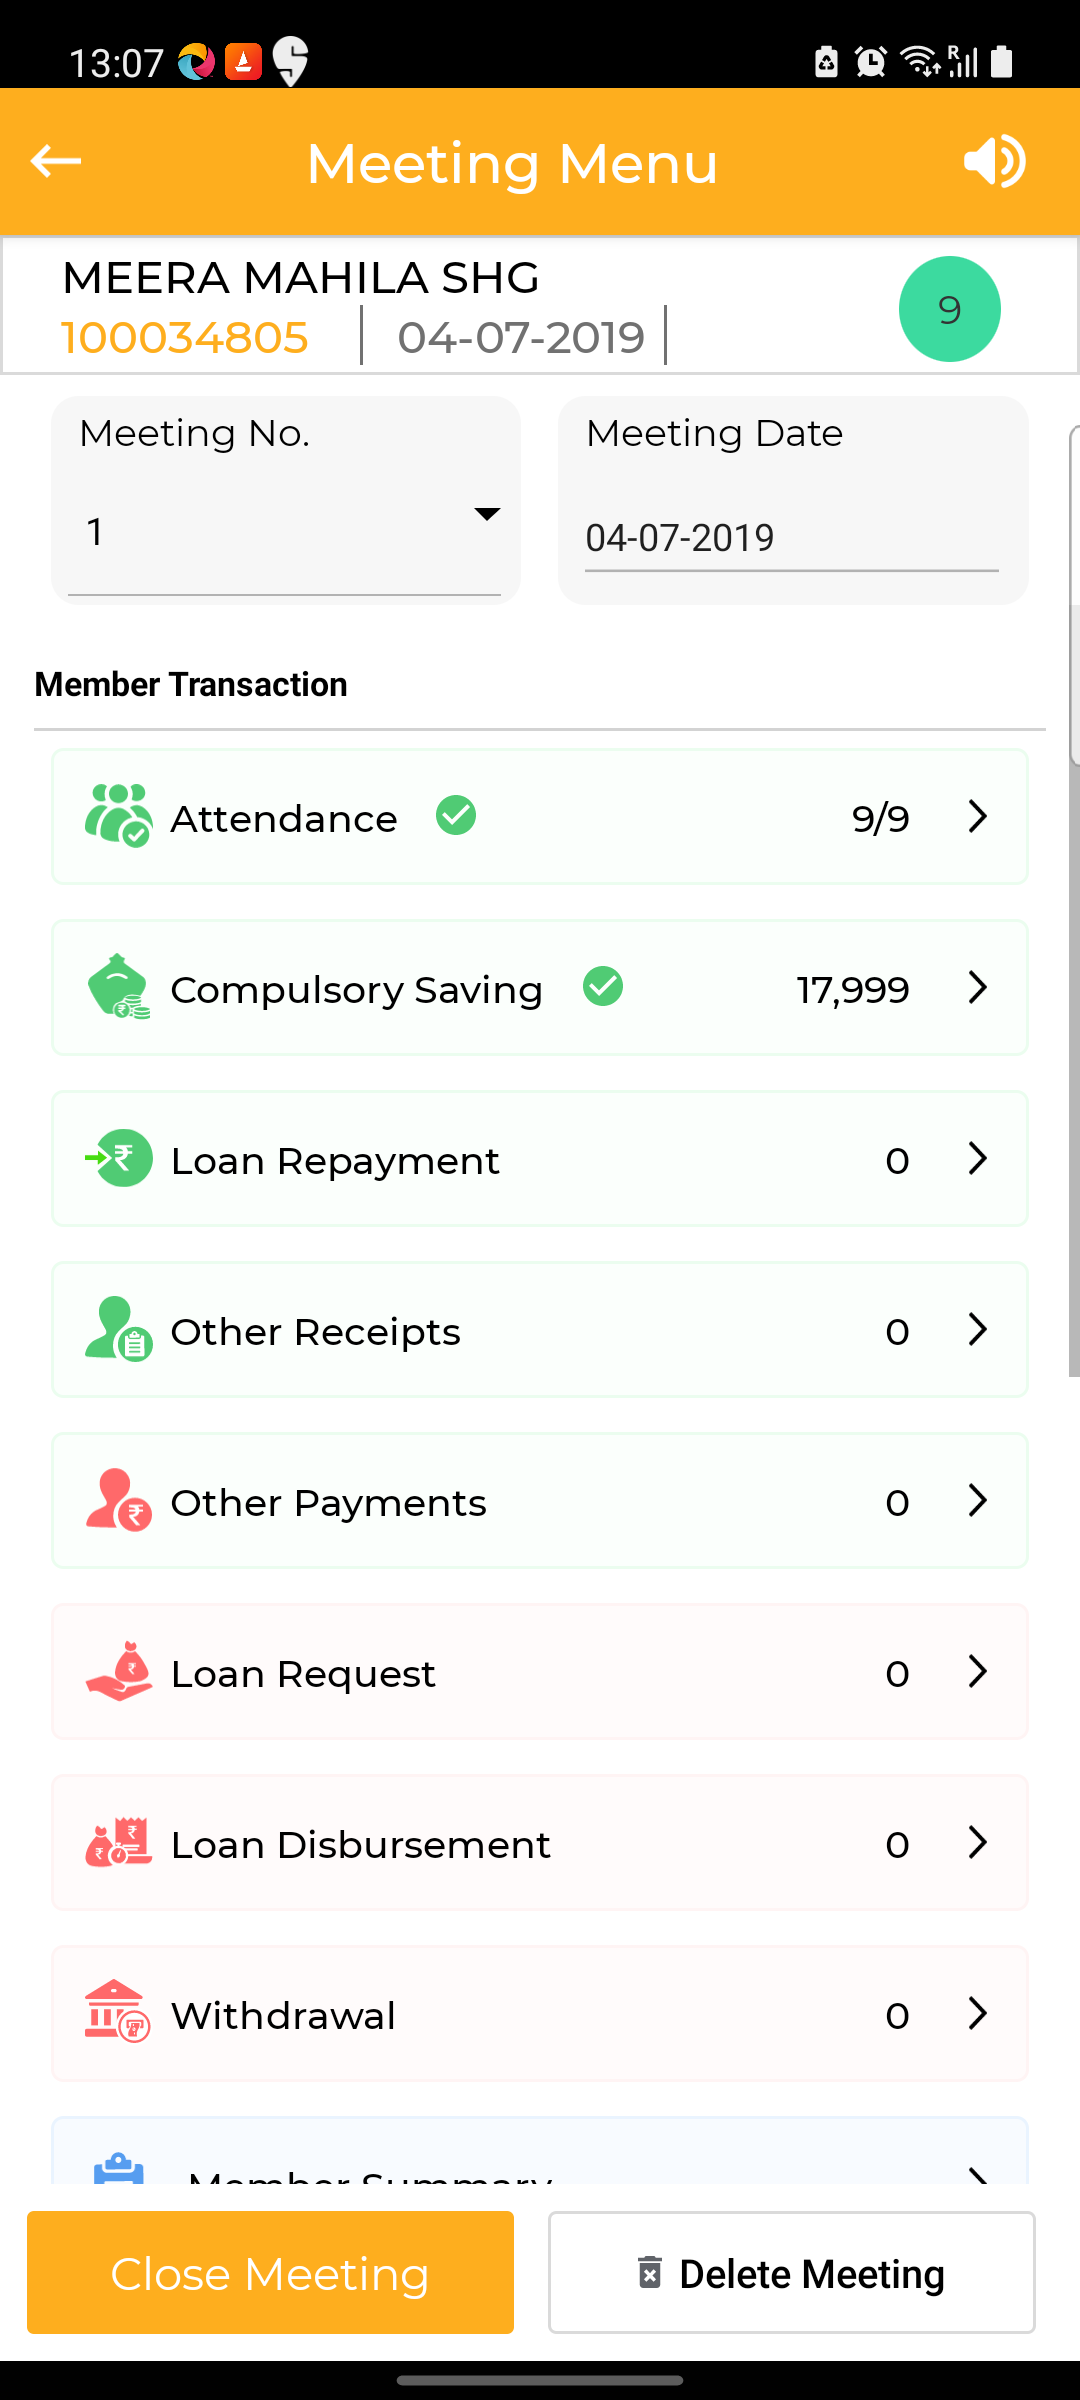 13:07
Meeting Menu
MEERA MAHILA SHG
9
100034805
04-07-2019
Meeting No.
Meeting Date
1
04-07-2019
Member Transaction
Attendance
9/9
Compulsory Saving
17,999
Loan Repayment
0
Other Receipts
0
Other Payments
0
Loan Request
0
Loan Disbursement
0
Withdrawal
0
Member Summary
Close Meeting
Delete Meeting